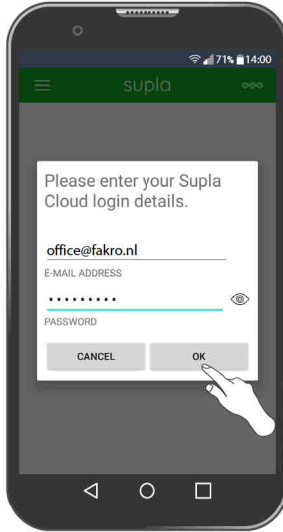 71% 14:00
supla
Please enter your Supla
Cloud login details.
office@fakro.nl
E-MAIL ADDRESS
•••••••••
PASSWORD
CANCEL OK